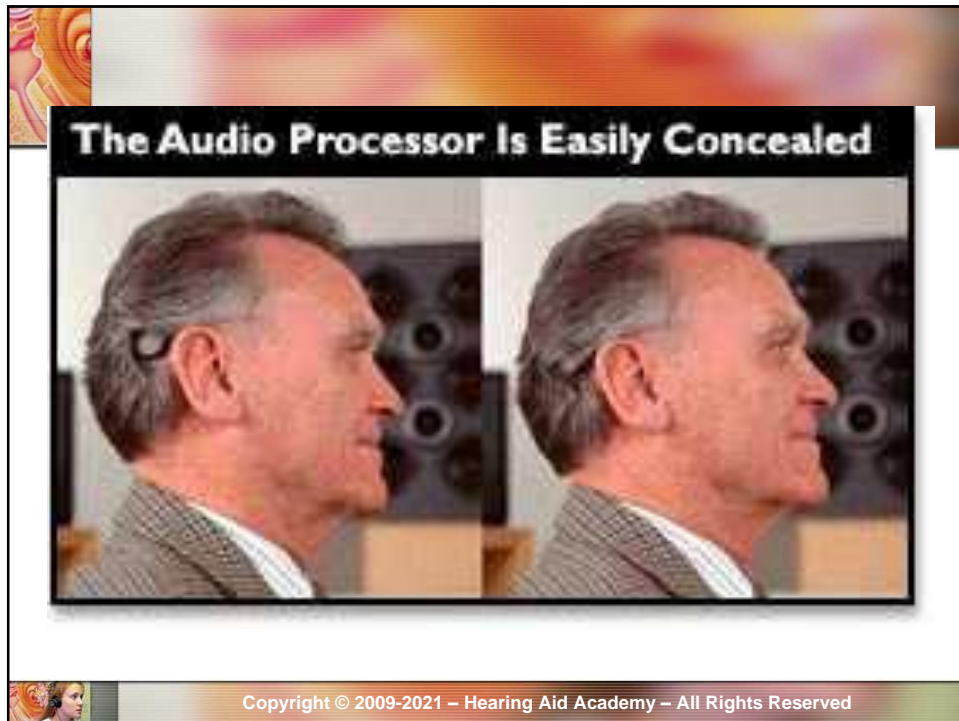 The Audio Processor Is Easily Concealed
Copyright © 2009-2021 – Hearing Aid Academy – All Rights Reserved